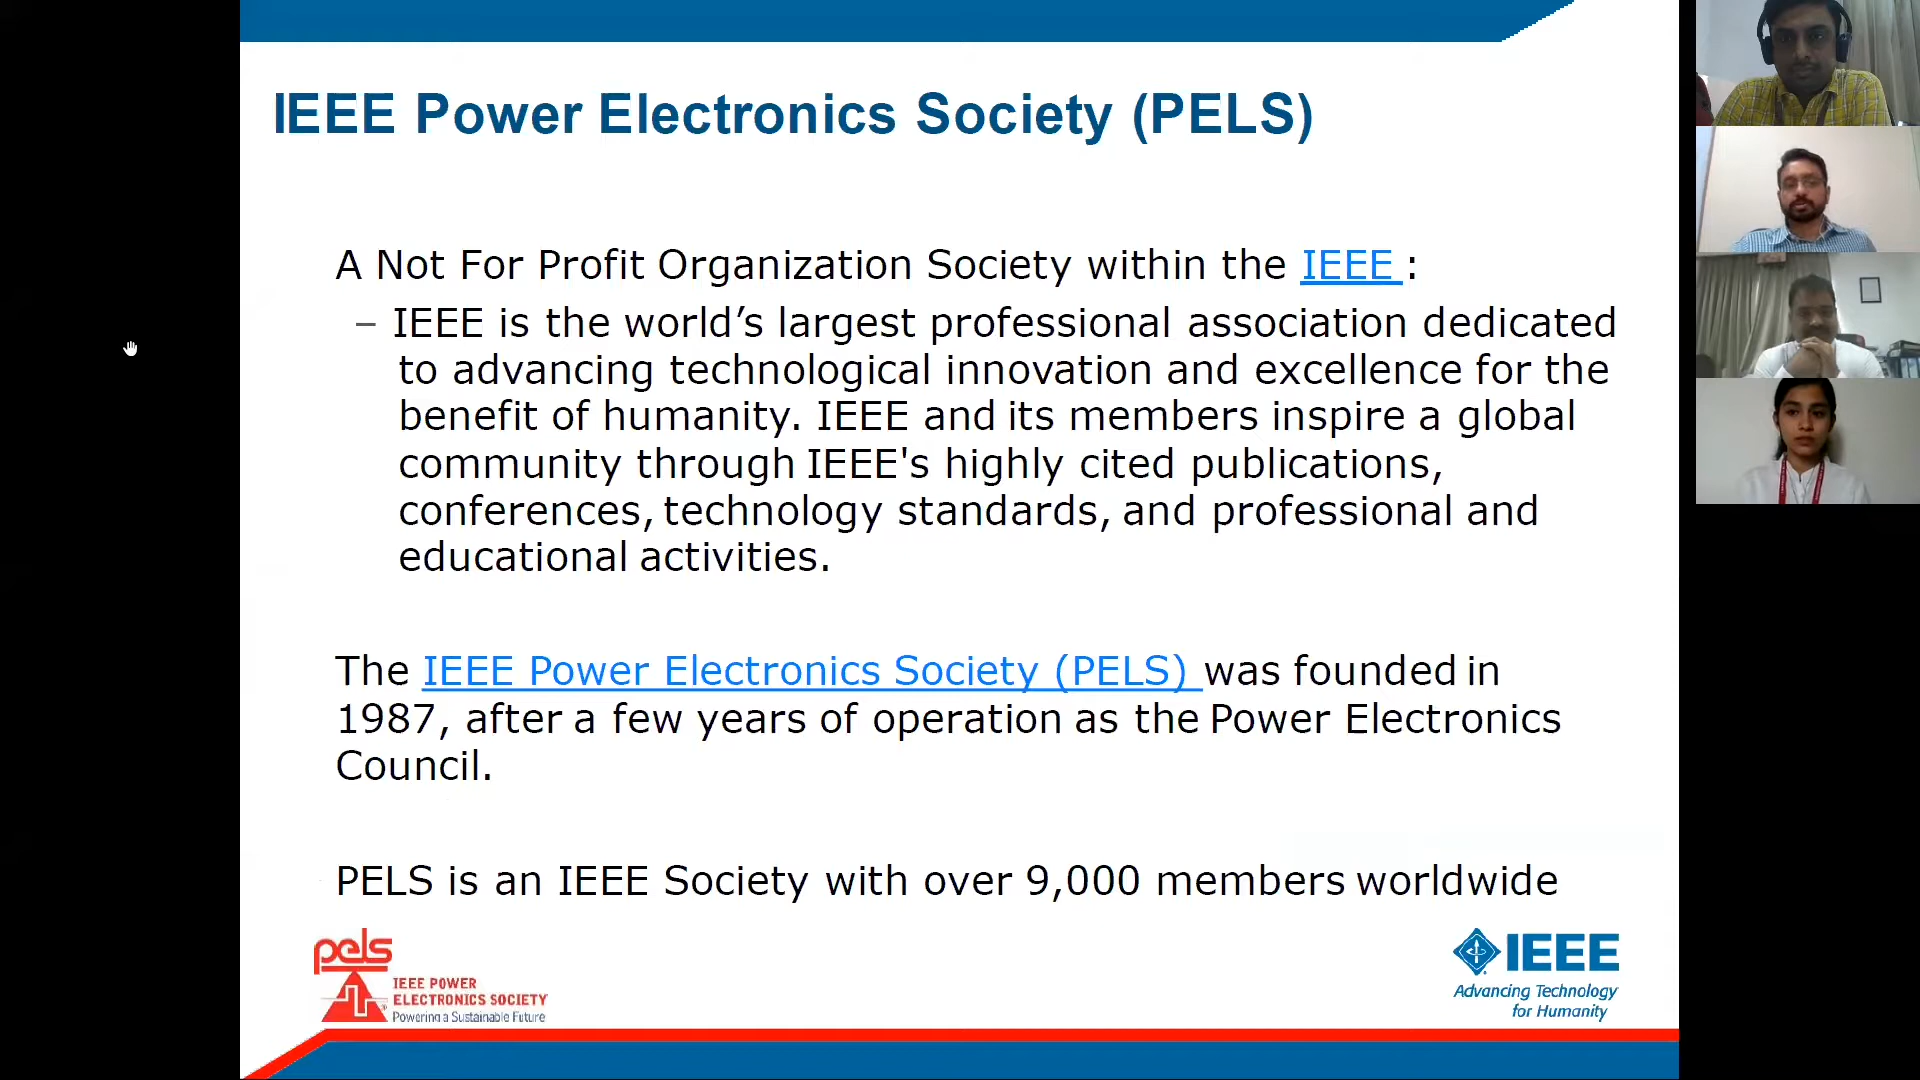 IEEE Power Electronics Society (PELS)
A Not For Profit Organization Society within the IEEE :
– IEEE is the world’s largest professional association dedicated
to advancing technological innovation and excellence for the
benefit of humanity. IEEE and its members inspire a global
community through IEEE's highly cited publications,
conferences, technology standards, and professional and
educational activities.
The IEEE Power Electronics Society (PELS) was founded in
1987, after a few years of operation as the Power Electronics
Council.
PELS is an IEEE Society with over 9,000 members worldwide
pels
IEEE POWER
ELECTRONICS SOCIETY
Powering a Sustainable Future
IEEE
Advancing Technology
for Humanity